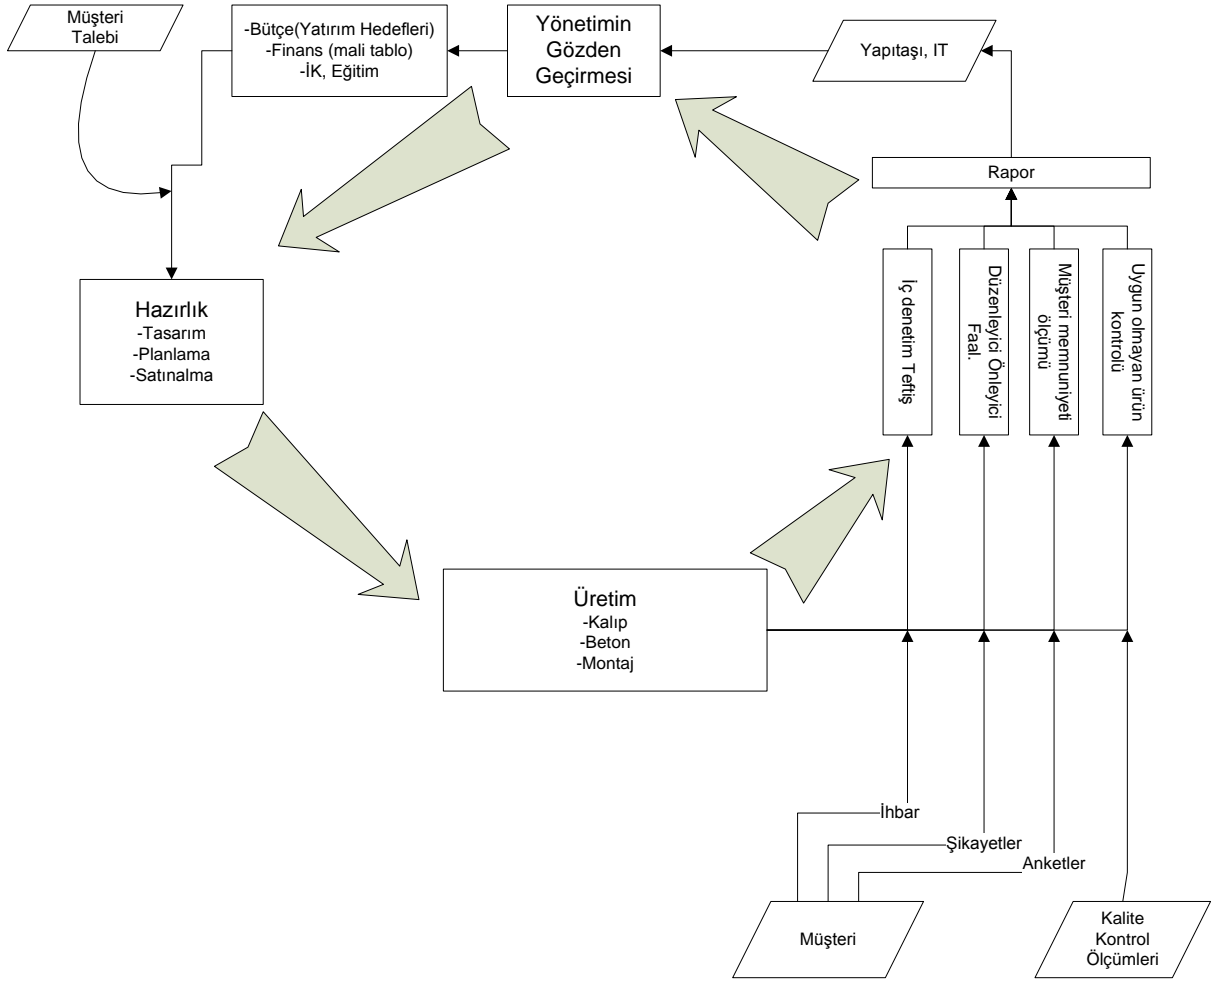 Müşteri
Talebi
-Bütçe(Yatırım Hedefleri)
-Finans (mali tablo)
-İK, Eğitim
Yönetimin
Gözden
Geçirmesi
Yapıtaşı, IT
Rapor
İç denetim Teftiş
Düzenleyici Önleyici
Faal.
Müşteri memnuniyeti
ölçümü
Uygun olmayan ürün
kontrolü
Hazırlık
-Tasarım
-Planlama
-Satınalma
Üretim
-Kalıp
-Beton
-Montaj
İhbar
Şikayetler
Anketler
Müşteri
Kalite
Kontrol
Ölçümleri